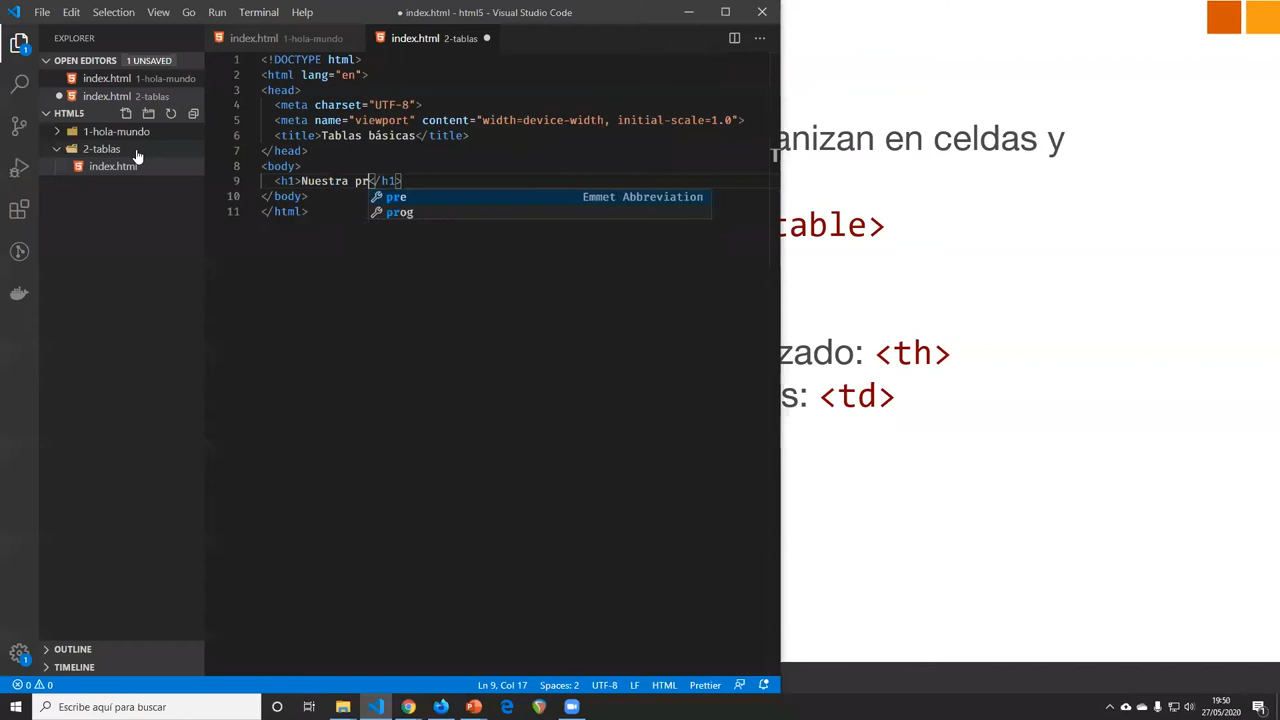 File Edit Selection View Go Run Terminal Help
● index.html - html5 - Visual Studio Code
EXPLORER
index.html 1-hola-mundo
index.html 2-tablas ●
OPEN EDITORS 1 UNSAVED
index.html 1-hola-mundo
● index.html 2-tablas
HTML5
1-hola-mundo
2-tablas
index.html
1 <!DOCTYPE html>
2 <html lang="en">
3 <head>
4 <meta charset="UTF-8">
5 <meta name="viewport" content="width=device-width, initial-scale=1.0">
6 <title>Tablas básicas</title>
7 </head>
8 <body>
9 <h1>Nuestra pr</h1>
10 </body>
11 </html>
pre Emmet Abbreviation
prog
anizan en celdas y
table>
zado: <th>
s: <td>
OUTLINE
TIMELINE
0 0
Ln 9, Col 17 Spaces: 2 UTF-8 LF HTML Prettier
1
1
Escribe aquí para buscar
19:50
27/05/2020
1